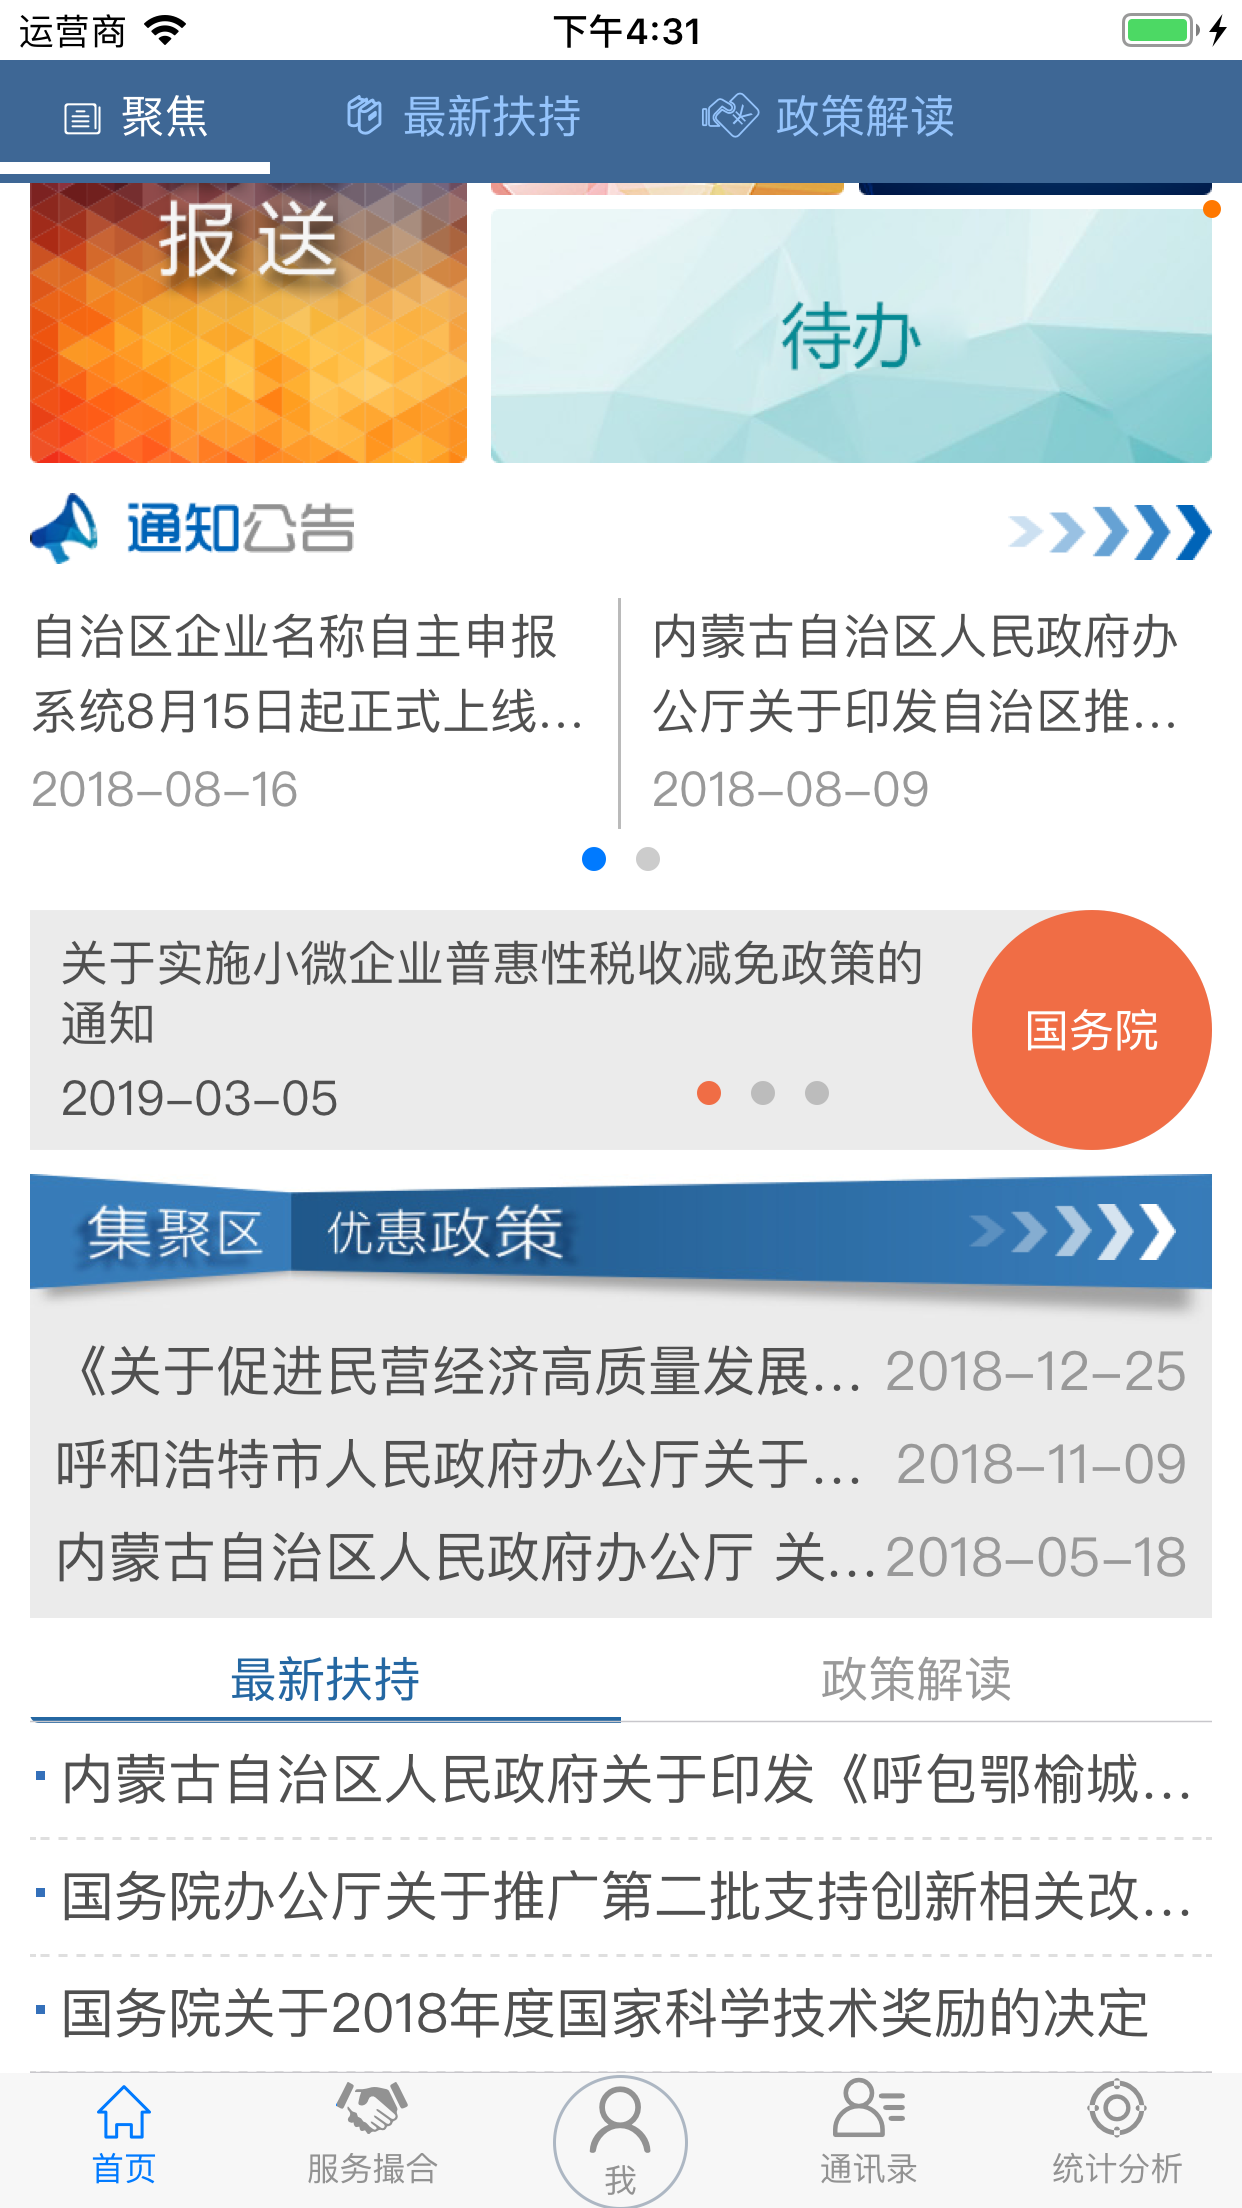 运营商
下午4:31
聚焦
最新扶持
政策解读
报送
待办
通知公告
自治区企业名称自主申报
系统8月15日起正式上线...
2018-08-16
内蒙古自治区人民政府办
公厅关于印发自治区推...
2018-08-09
关于实施小微企业普惠性税收减免政策的
通知
2019-03-05
国务院
集聚区 优惠政策
《关于促进民营经济高质量发展... 2018-12-25
呼和浩特市人民政府办公厅关于... 2018-11-09
内蒙古自治区人民政府办公厅 关... 2018-05-18
最新扶持
政策解读
内蒙古自治区人民政府关于印发《呼包鄂榆城...
国务院办公厅关于推广第二批支持创新相关改...
国务院关于2018年度国家科学技术奖励的决定
首页
服务撮合
我
通讯录
统计分析